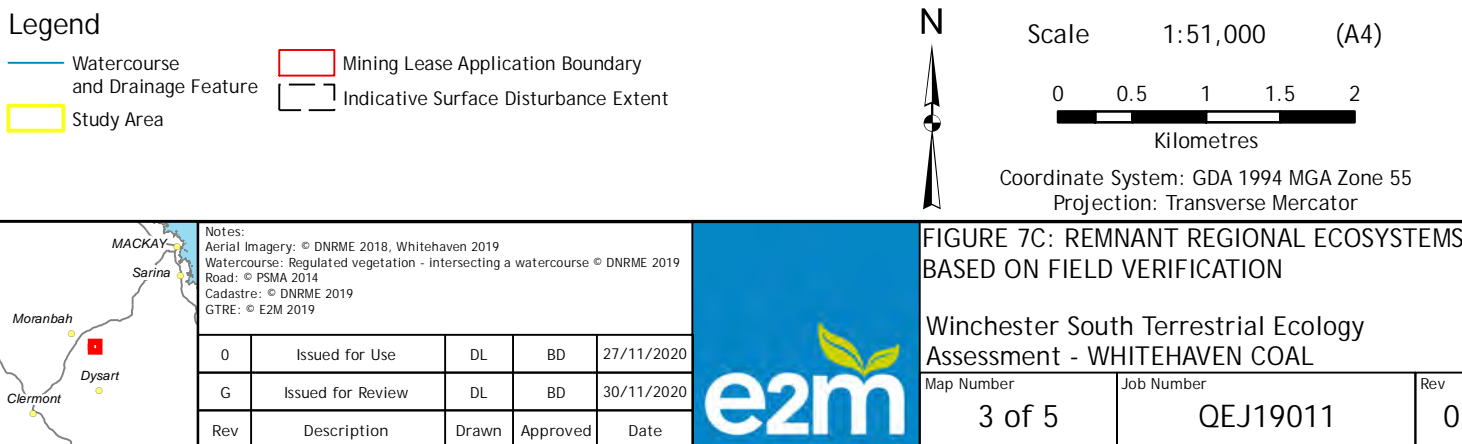 Legend
Watercourse
and Drainage Feature
Study Area
Mining Lease Application Boundary
Indicative Surface Disturbance Extent
N
Scale 1:51,000 (A4)
0 0.5 1 1.5 2
Kilometres
Coordinate System: GDA 1994 MGA Zone 55
Projection: Transverse Mercator
MACKAY
Sarina
Moranbah
Dysart
Clermont
Notes:
Aerial Imagery: © DNRME 2018, Whitehaven 2019
Watercourse: Regulated vegetation - intersecting a watercourse © DNRME 2019
Road: © PSMA 2014
Cadastre: © DNRME 2019
GTRE: © E2M 2019
0 Issued for Use DL BD 27/11/2020
G Issued for Review DL BD 30/11/2020
Rev Description Drawn Approved Date
e2m
FIGURE 7C: REMNANT REGIONAL ECOSYSTEMS
BASED ON FIELD VERIFICATION
Winchester South Terrestrial Ecology
Assessment - WHITEHAVEN COAL
Map Number Job Number Rev
3 of 5 QEJ19011 0